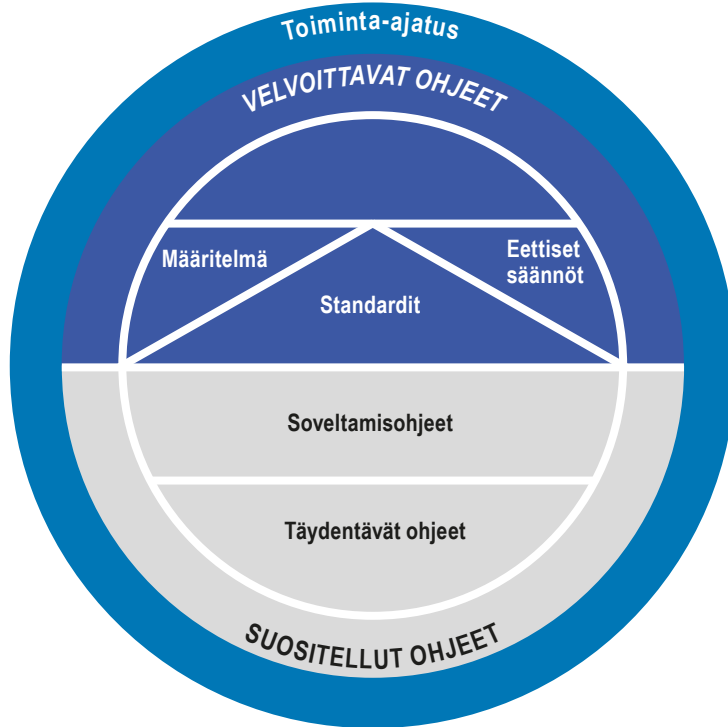 Toiminta-ajatus
VELVOITTAVAT OHJEET
Määritelmä
Eettiset
säännöt
Standardit
Soveltamisohjeet
Täydentävät ohjeet
SUOSITELLUT OHJEET